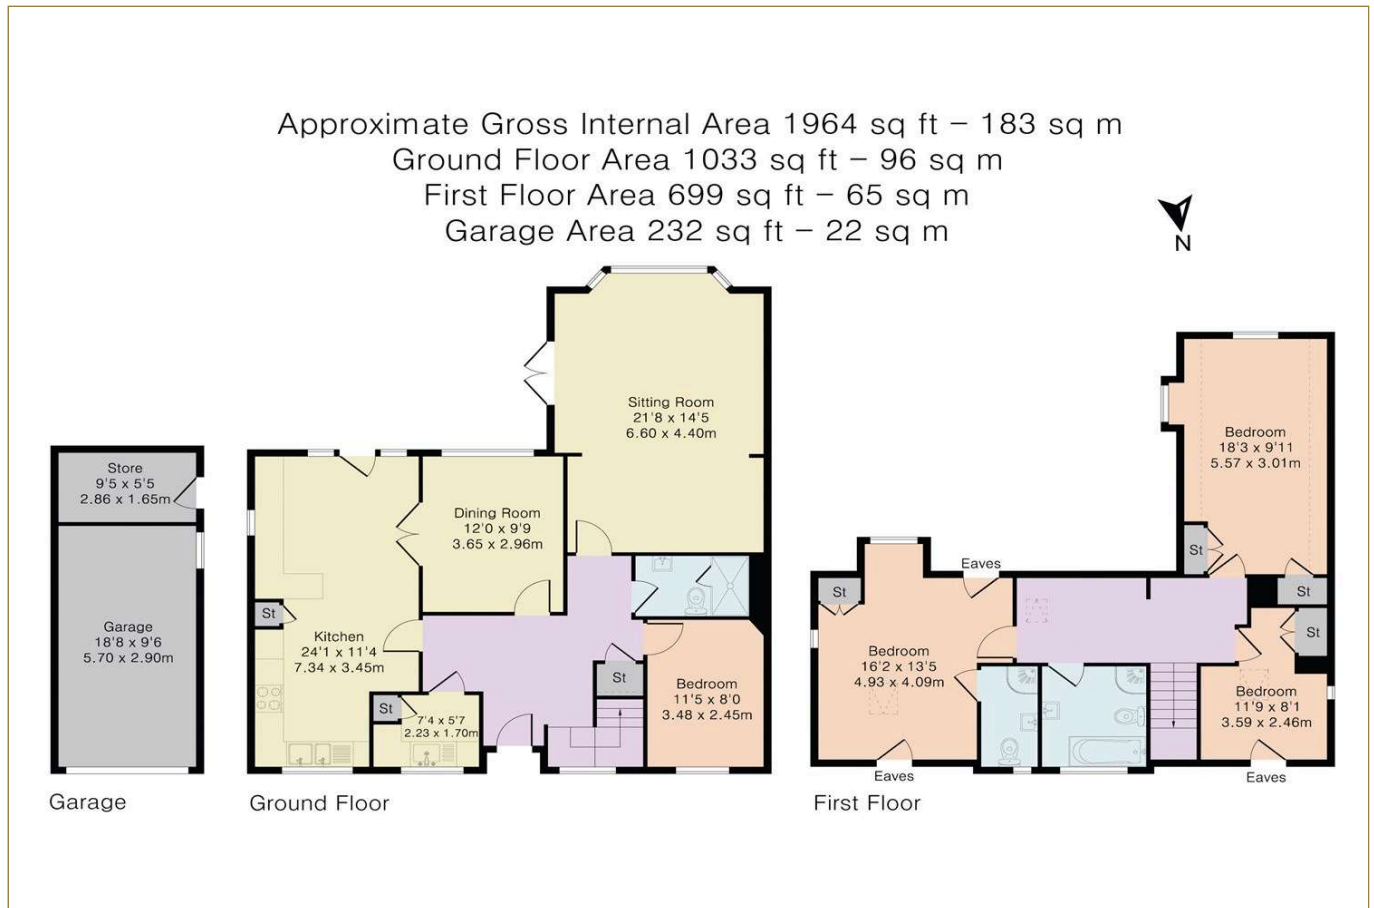 Approximate Gross Internal Area 1964 sq ft – 183 sq m
Ground Floor Area 1033 sq ft – 96 sq m
First Floor Area 699 sq ft – 65 sq m
Garage Area 232 sq ft – 22 sq m
N
Store
9'5 x 5'5
2.86 x 1.65m
Garage
18'8 x 9'6
5.70 x 2.90m
Garage
Sitting Room
21'8 x 14'5
6.60 x 4.40m
Dining Room
12'0 x 9'9
3.65 x 2.96m
St
Kitchen
24'1 x 11'4
7.34 x 3.45m
St
7'4 x 5'7
2.23 x 1.70m
St
Bedroom
11'5 x 8'0
3.48 x 2.45m
Ground Floor
Bedroom
18'3 x 9'11
5.57 x 3.01m
St
St
St
Eaves
St
Bedroom
16'2 x 13'5
4.93 x 4.09m
Bedroom
11'9 x 8'1
3.59 x 2.46m
Eaves
Eaves
First Floor